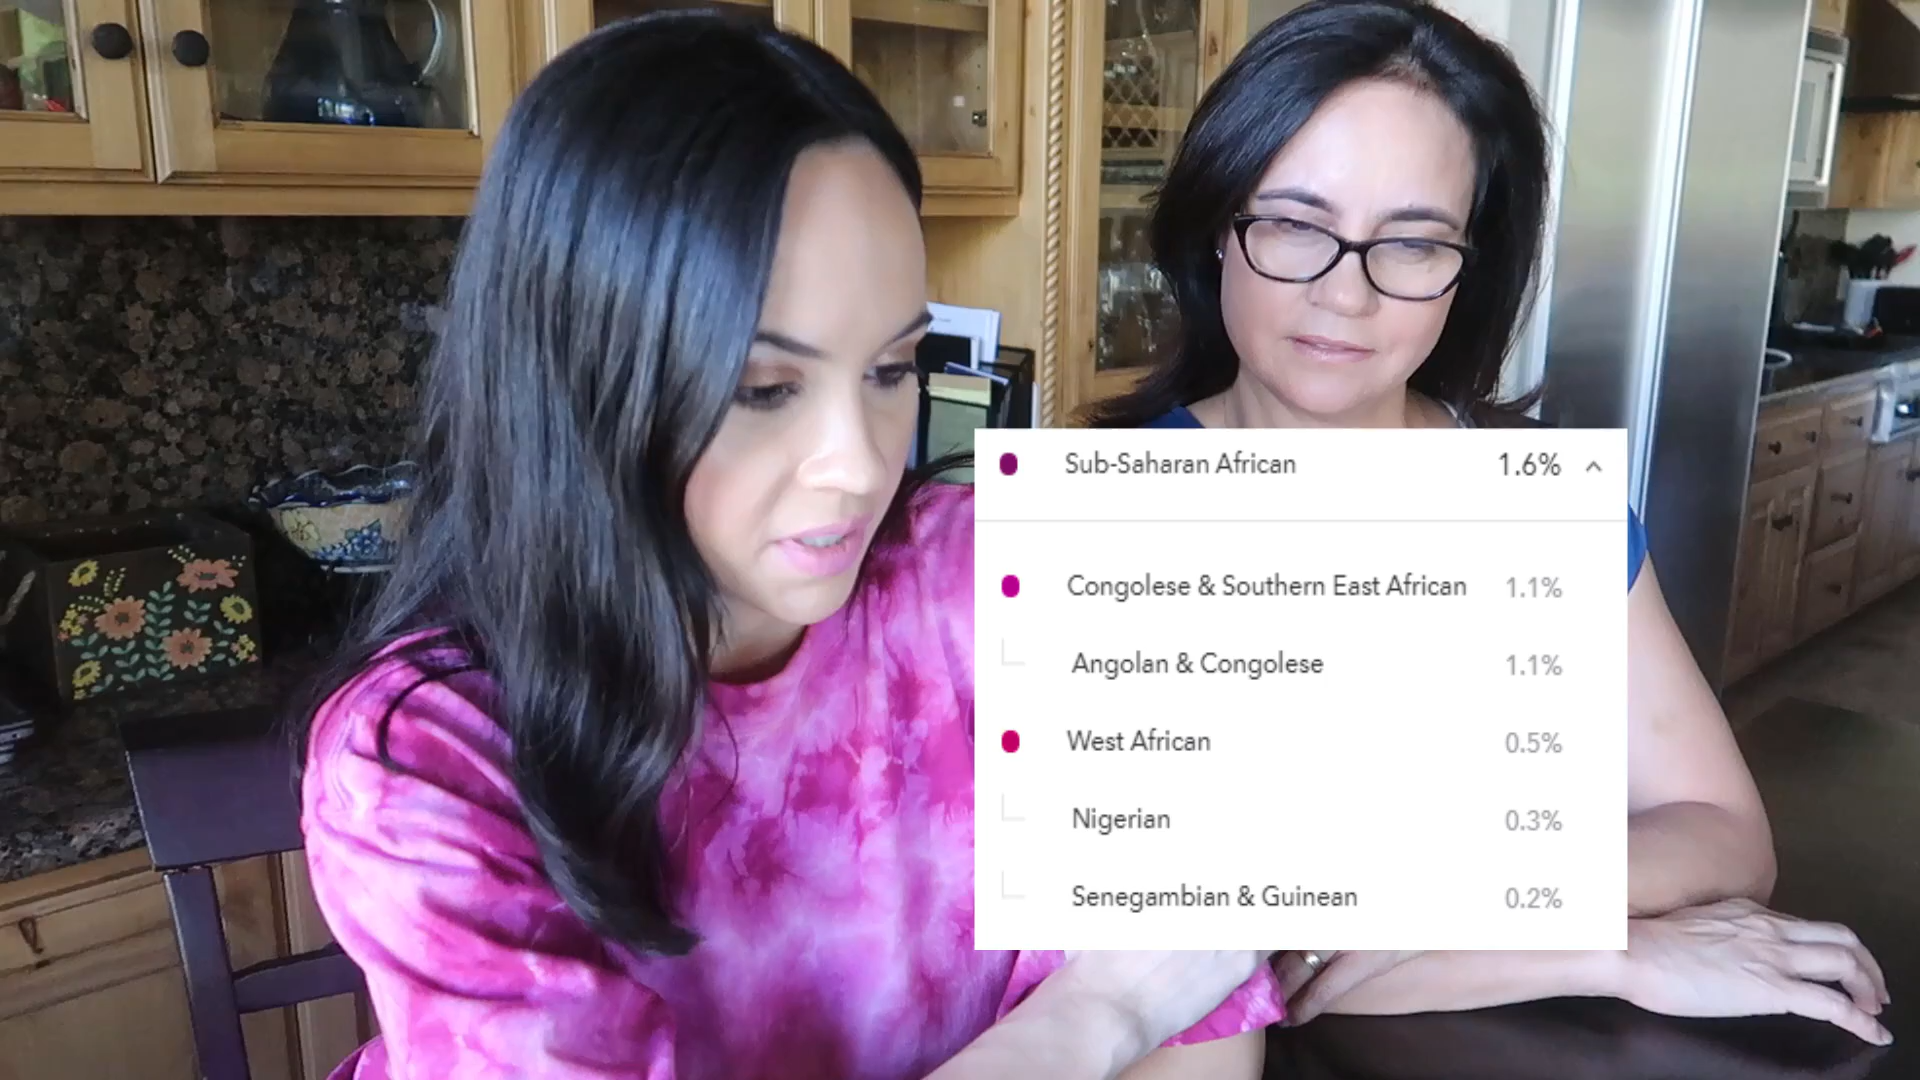 Sub-Saharan African 1.6%
Congolese & Southern East African 1.1%
Angolan & Congolese 1.1%
West African 0.5%
Nigerian 0.3%
Senegambian & Guinean 0.2%